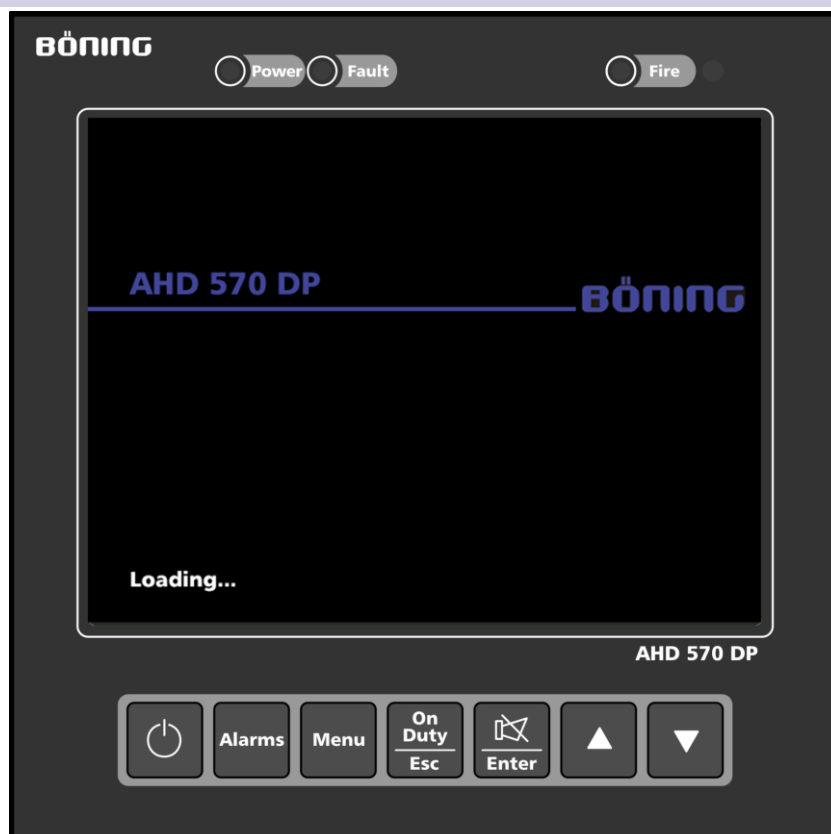 BÖNING
Power Fault Fire
AHD 570 DP
BÖNING
Loading...
AHD 570 DP
Alarms Menu On Duty Esc Enter